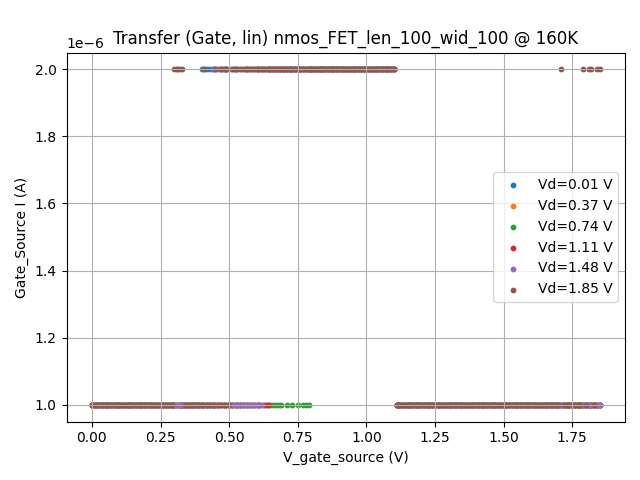 Transfer (Gate, lin) nmos_FET_len_100_wid_100 @ 160K
1e−6
2.0
1.8
1.6
1.4
1.2
1.0
Gate_Source I (A)
Vd=0.01 V
Vd=0.37 V
Vd=0.74 V
Vd=1.11 V
Vd=1.48 V
Vd=1.85 V
0.00 0.25 0.50 0.75 1.00 1.25 1.50 1.75
V_gate_source (V)